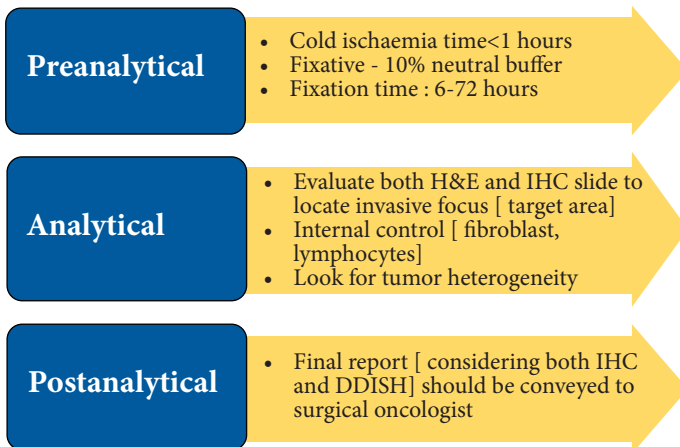 Preanalytical
• Cold ischaemia time<1 hours
• Fixative - 10% neutral buffer
• Fixation time : 6-72 hours
Analytical
• Evaluate both H&E and IHC slide to
locate invasive focus [ target area]
• Internal control [ fibroblast,
lymphocytes]
• Look for tumor heterogeneity
Postanalytical
• Final report [ considering both IHC
and DDISH] should be conveyed to
surgical oncologist